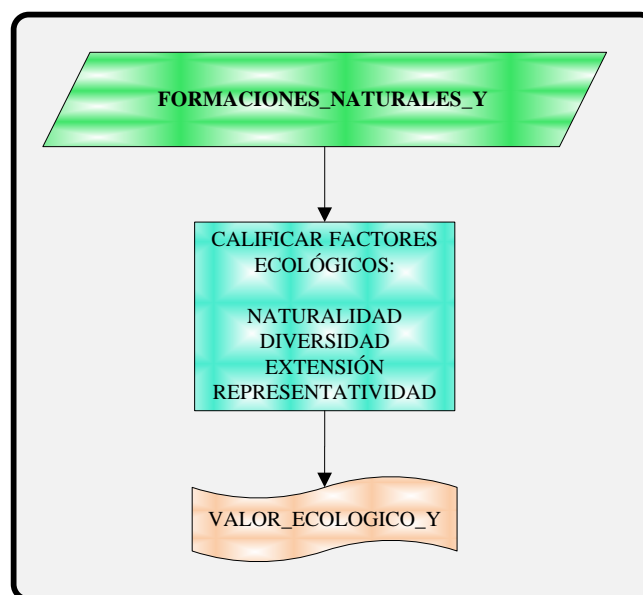 FORMACIONES_NATURALES_Y
CALIFICAR FACTORES
ECOLÓGICOS:
NATURALIDAD
DIVERSIDAD
EXTENSIÓN
REPRESENTATIVIDAD
VALOR_ECOLOGICO_Y